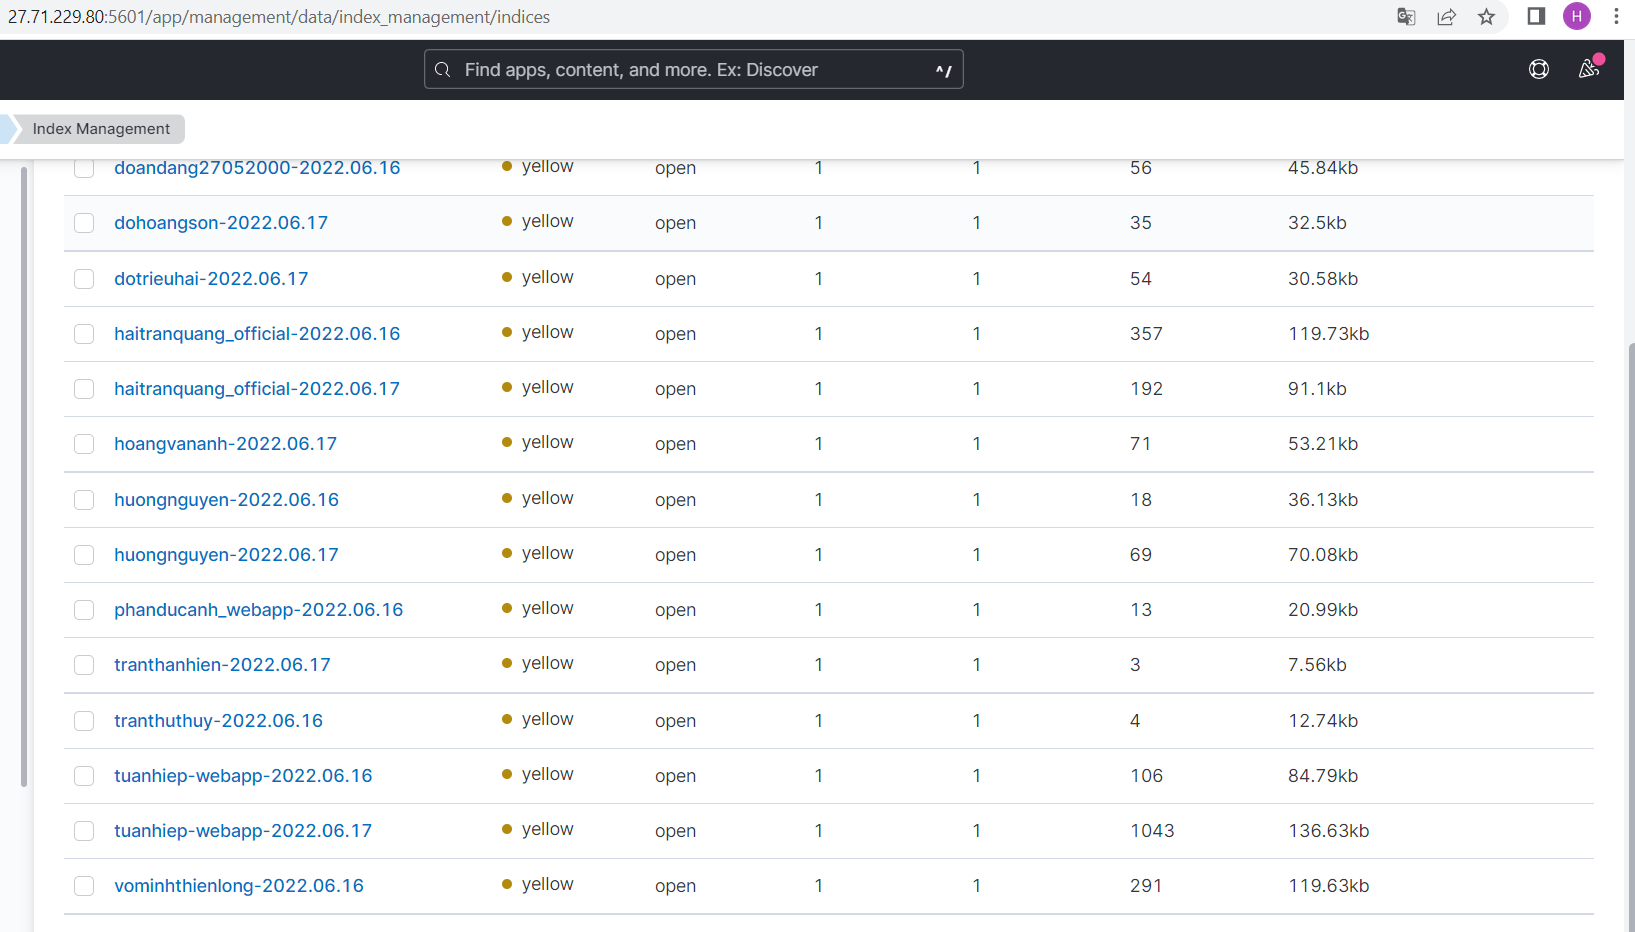 27.71.229.80:5601/app/management/data/index_management/indices
H
Find apps, content, and more. Ex: Discover ^/
Index Management
doandang27052000-2022.06.16 yellow open 1 1 56 45.84kb
dohoangson-2022.06.17 yellow open 1 1 35 32.5kb
dotrieuhai-2022.06.17 yellow open 1 1 54 30.58kb
haitranquang_official-2022.06.16 yellow open 1 1 357 119.73kb
haitranquang_official-2022.06.17 yellow open 1 1 192 91.1kb
hoangvananh-2022.06.17 yellow open 1 1 71 53.21kb
huongnguyen-2022.06.16 yellow open 1 1 18 36.13kb
huongnguyen-2022.06.17 yellow open 1 1 69 70.08kb
phanducanh_webapp-2022.06.16 yellow open 1 1 13 20.99kb
tranthanhien-2022.06.17 yellow open 1 1 3 7.56kb
tranthuthuy-2022.06.16 yellow open 1 1 4 12.74kb
tuanhiep-webapp-2022.06.16 yellow open 1 1 106 84.79kb
tuanhiep-webapp-2022.06.17 yellow open 1 1 1043 136.63kb
vominhthienlong-2022.06.16 yellow open 1 1 291 119.63kb